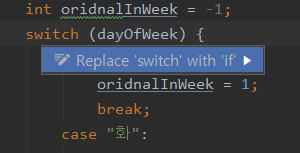 int oridnalInWeek = -1;
switch (dayOfWeek) {
Replace 'switch' with 'if'
oridnalInWeek = 1;
break;
case "화":